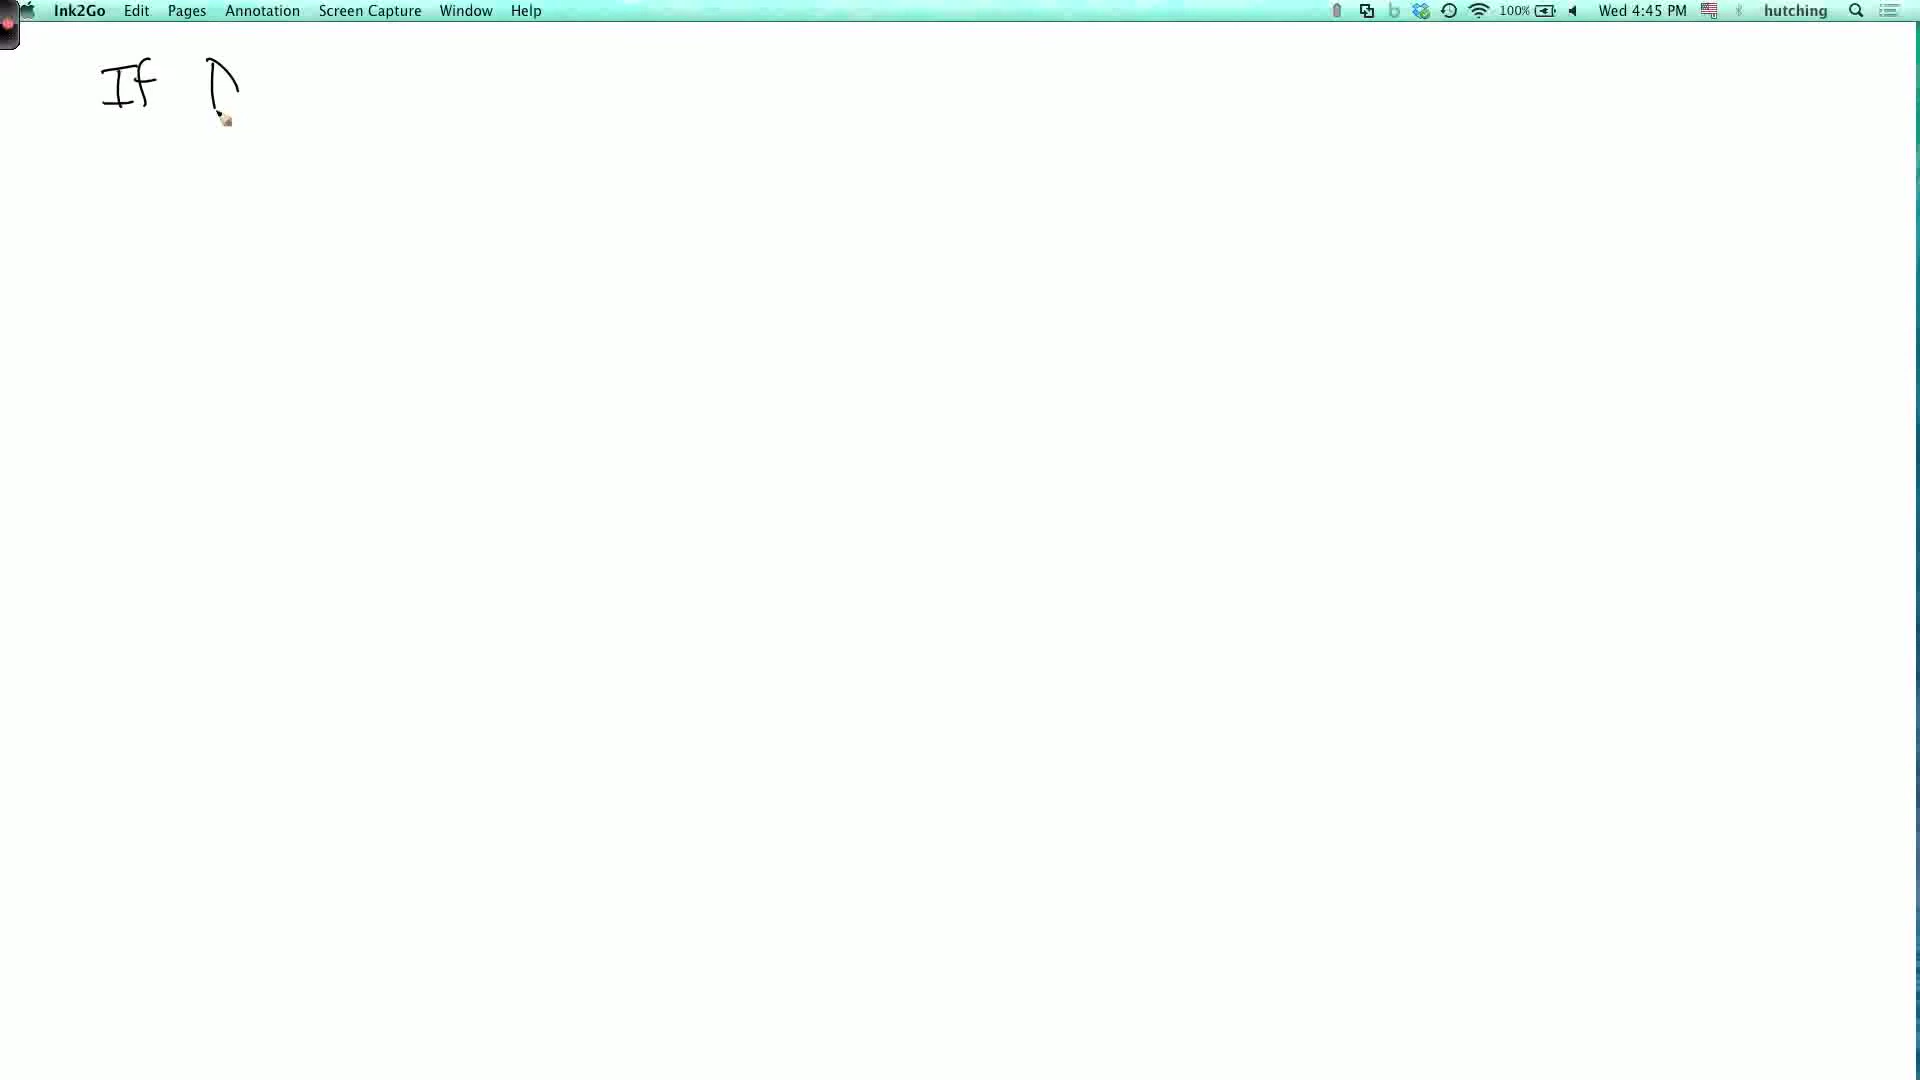 Ink2Go Edit Pages Annotation Screen Capture Window Help 100% Wed 4:45 PM hutching
If